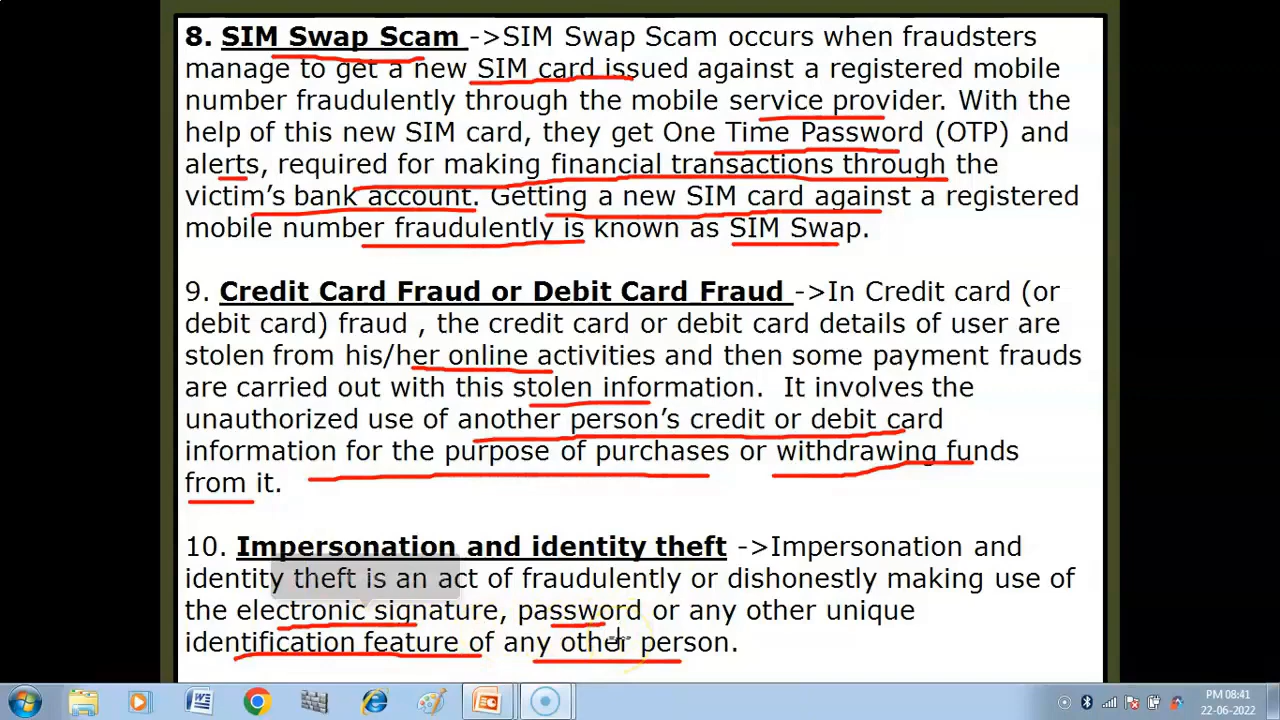 8. SIM Swap Scam ->SIM Swap Scam occurs when fraudsters
manage to get a new SIM card issued against a registered mobile
number fraudulently through the mobile service provider. With the
help of this new SIM card, they get One Time Password (OTP) and
alerts, required for making financial transactions through the
victim’s bank account. Getting a new SIM card against a registered
mobile number fraudulently is known as SIM Swap.
9. Credit Card Fraud or Debit Card Fraud ->In Credit card (or
debit card) fraud , the credit card or debit card details of user are
stolen from his/her online activities and then some payment frauds
are carried out with this stolen information. It involves the
unauthorized use of another person’s credit or debit card
information for the purpose of purchases or withdrawing funds
from it.
10. Impersonation and identity theft ->Impersonation and
identity theft is an act of fraudulently or dishonestly making use of
the electronic signature, password or any other unique
identification feature of any other person.
PM 08:41
22-06-2022